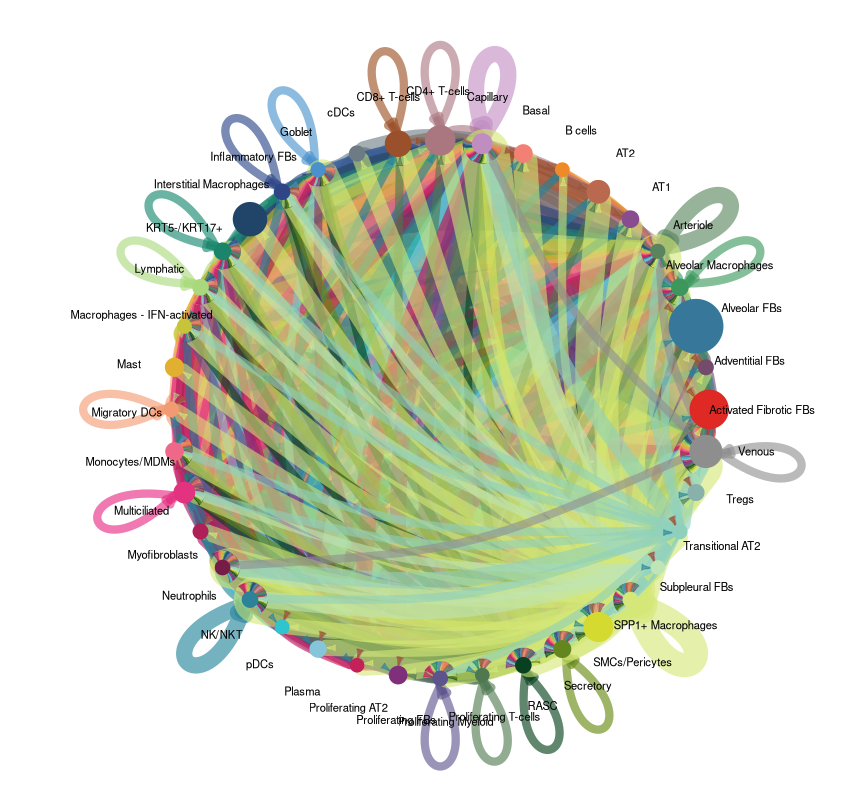 CD8+ T-cells
CD4+ T-cells
Capillary
cDCs
Basal
Goblet
B cells
Inflammatory FBs
AT2
Interstitial Macrophages
AT1
KRT5-/KRT17+
Arteriole
Lymphatic
Alveolar Macrophages
Macrophages - IFN-activated
Alveolar FBs
Mast
Adventitial FBs
Migratory DCs
Activated Fibrotic FBs
Monocytes/MDMs
Venous
Multiciliated
Tregs
Myofibroblasts
Transitional AT2
Neutrophils
Subpleural FBs
NK/NKT
SPP1+ Macrophages
pDCs
SMCs/Pericytes
Plasma
Secretory
Proliferating AT2
RASC
Proliferating FBs
Proliferating Myeloid
Proliferating T-cells